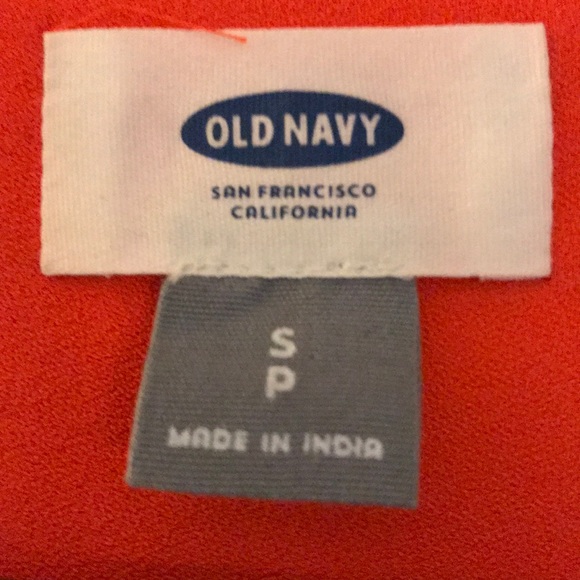 OLD NAVY
SAN FRANCISCO
CALIFORNIA
S
P
MADE IN INDIA